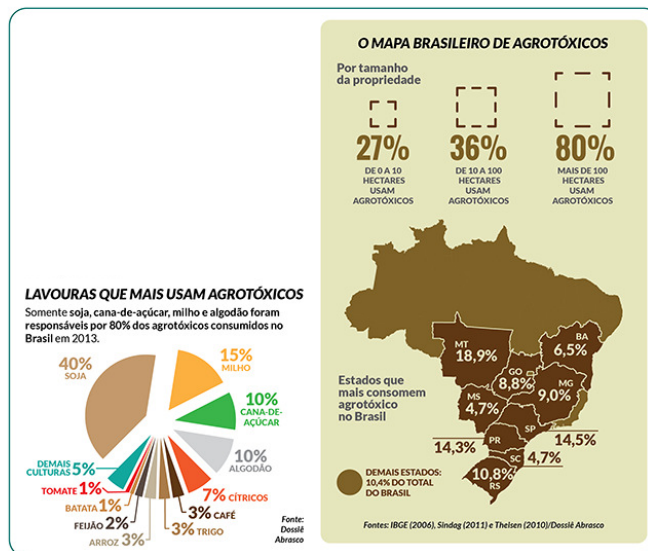 O MAPA BRASILEIRO DE AGROTÓXICOS
Por tamanho
da propriedade
27%
DE 0 A 10
HECTARES
USAM
AGROTÓXICOS
36%
DE 10 A 100
HECTARES
USAM
AGROTÓXICOS
80%
MAIS DE 100
HECTARES
USAM
AGROTÓXICOS
LAVOURAS QUE MAIS USAM AGROTÓXICOS
Somente soja, cana-de-açúcar, milho e algodão foram
responsáveis por 80% dos agrotóxicos consumidos no
Brasil em 2013.
40%
SOJA
15%
MILHO
10%
CANA-DE-
AÇÚCAR
10%
ALGODÃO
7% CÍTRICOS
3% CAFÉ
3% TRIGO
ARROZ 3%
FEIJÃO 2%
BATATA 1%
TOMATE 1%
DEMAIS
CULTURAS 5%
Fonte:
Dossiê
Abrasco
Estados que
mais consomem
agrotóxico
no Brasil
MT
18,9%
BA
6,5%
GO
8,8%
MG
9,0%
MS
4,7%
SP
14,5%
PR
14,3%
SC
4,7%
10,8%
RS
DEMAIS ESTADOS:
10,4% DO TOTAL
DO BRASIL
Fontes: IBGE (2006), Sindag (2011) e Theisen (2010)/Dossiê Abrasco